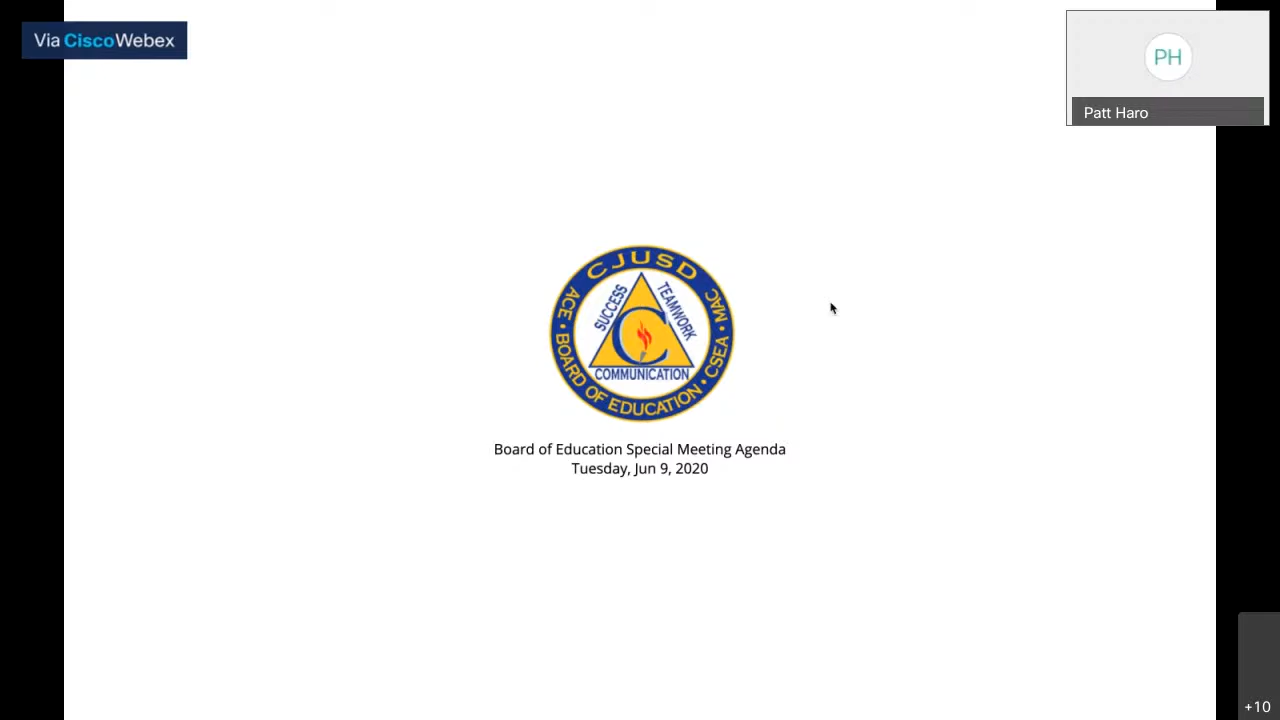 Via CiscoWebex
PH
Patt Haro
CJUSD
ACE • BOARD OF EDUCATION • CSEA • MAC
SUCCESS
TEAMWORK
C
COMMUNICATION
Board of Education Special Meeting Agenda
Tuesday, Jun 9, 2020
+10